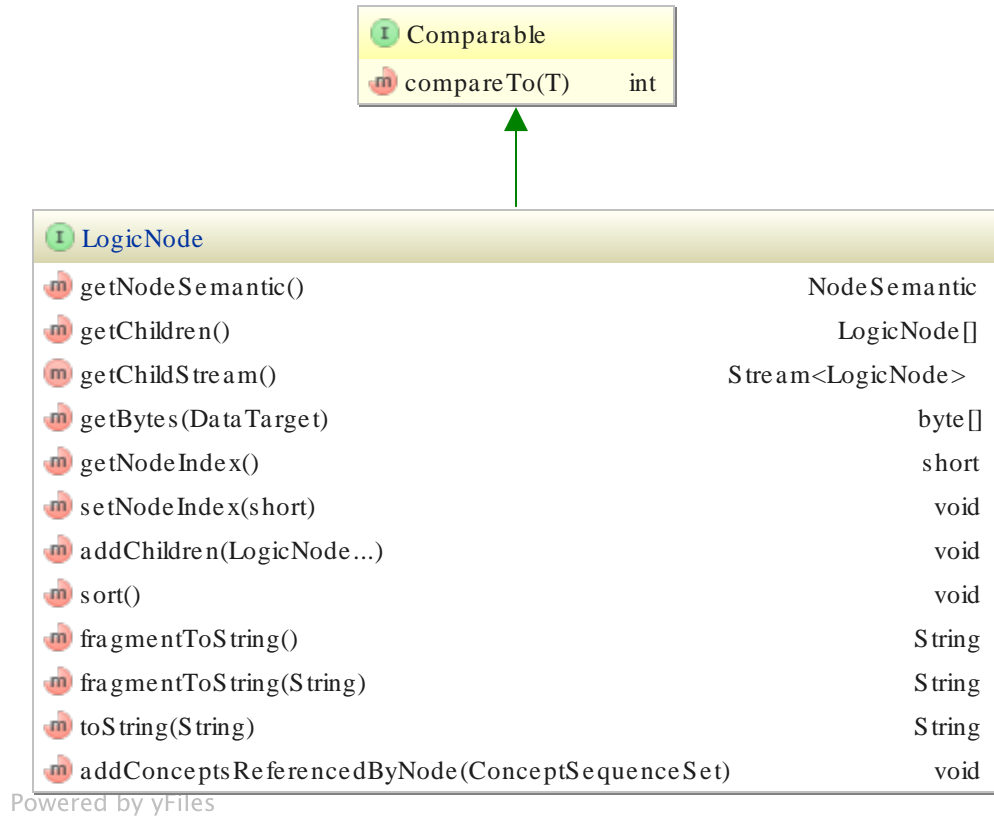 I Comparable
m compareTo(T) int
I LogicNode
m getNodeSemantic() NodeSemantic
m getChildren() LogicNode[]
m getChildStream() Stream<LogicNode>
m getBytes(DataTarget) byte[]
m getNodeIndex() short
m setNodeIndex(short) void
m addChildren(LogicNode...) void
m sort() void
m fragmentToString() String
m fragmentToString(String) String
m toString(String) String
m addConceptsReferencedByNode(ConceptSequenceSet) void
Powered by yFiles